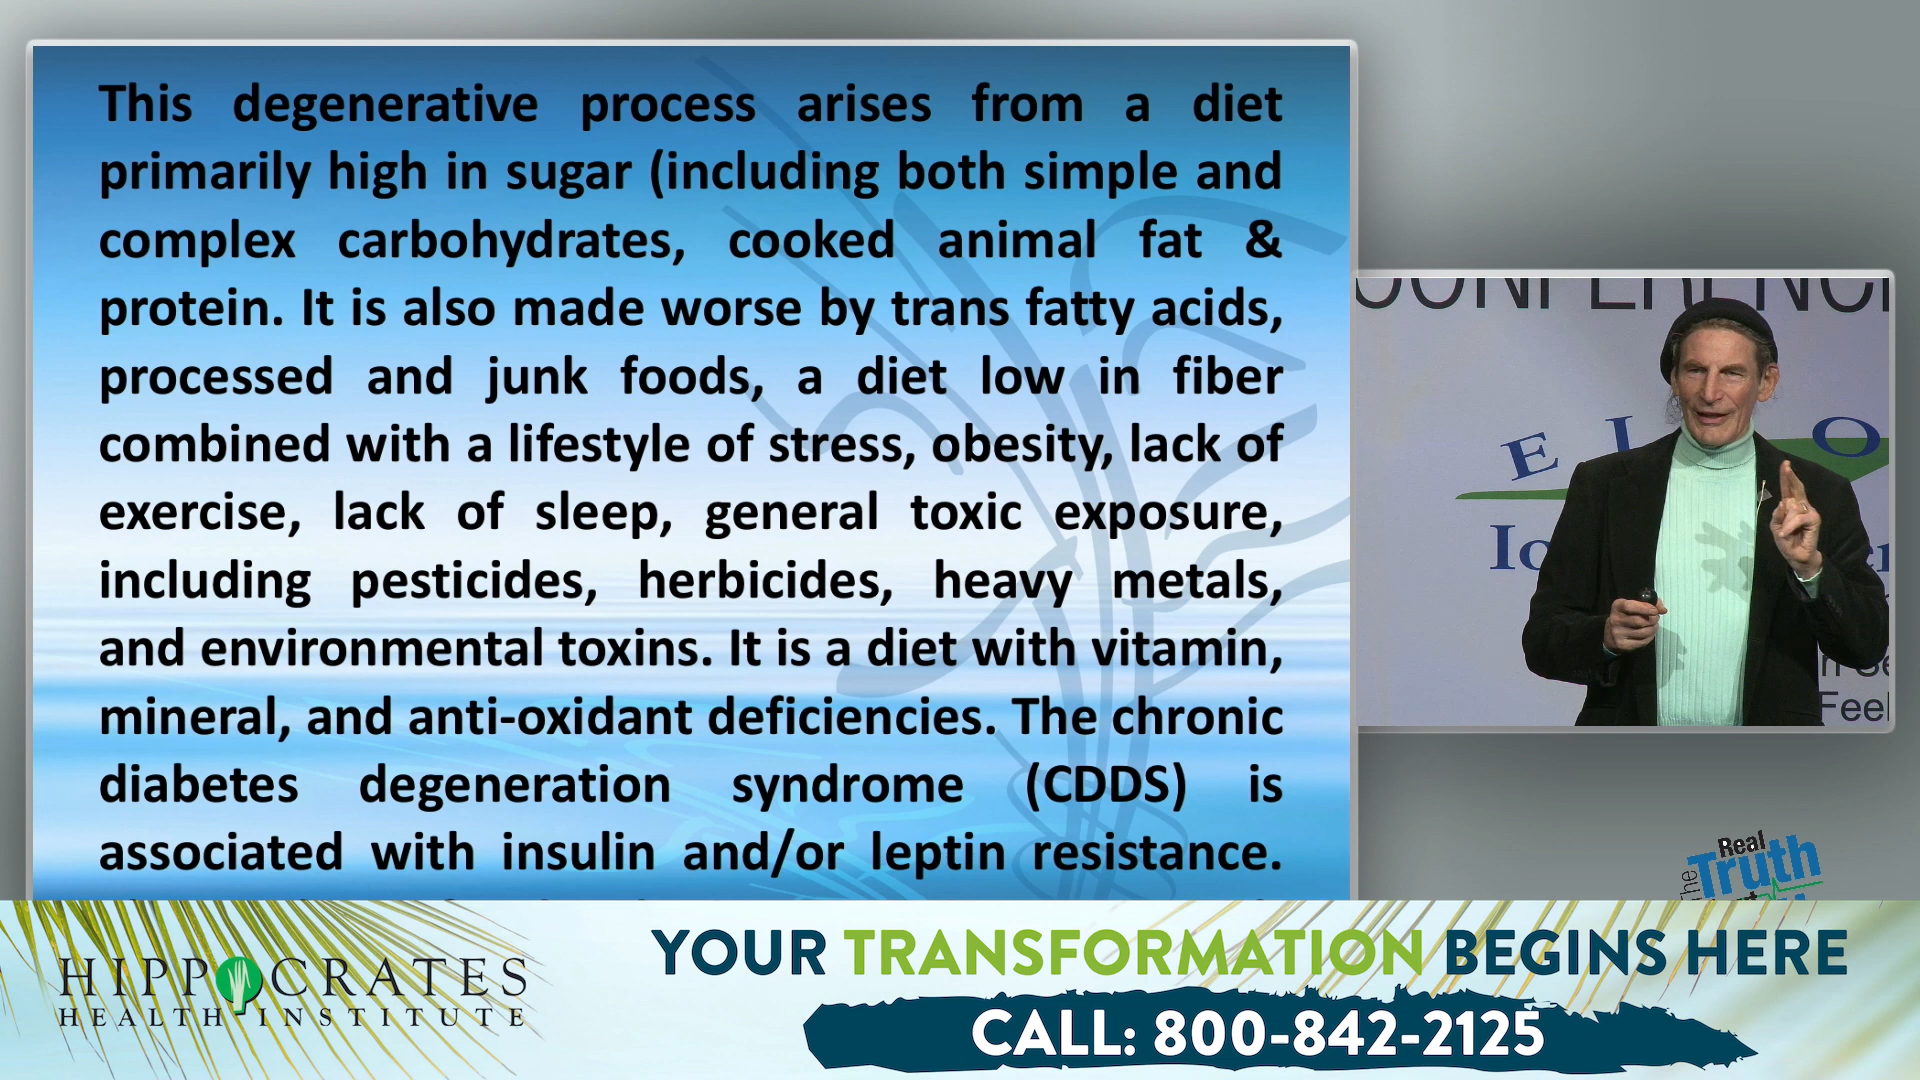 This degenerative process arises from a diet
primarily high in sugar (including both simple and
complex carbohydrates, cooked animal fat &
protein. It is also made worse by trans fatty acids,
processed and junk foods, a diet low in fiber
combined with a lifestyle of stress, obesity, lack of
exercise, lack of sleep, general toxic exposure,
including pesticides, herbicides, heavy metals,
and environmental toxins. It is a diet with vitamin,
mineral, and anti-oxidant deficiencies. The chronic
diabetes degeneration syndrome (CDDS) is
associated with insulin and/or leptin resistance.
Feel
The Real
Truth
HIPPOCRATES
HEALTH INSTITUTE
YOUR TRANSFORMATION BEGINS HERE
CALL: 800-842-2125